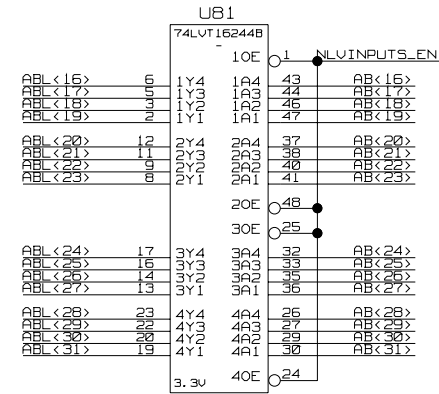 U81
74LVT16244B
-
1OE 1 NLVINPUTS_EN
ABL<16> 6 1Y4 1A4 43 AB<16>
ABL<17> 5 1Y3 1A3 44 AB<17>
ABL<18> 3 1Y2 1A2 46 AB<18>
ABL<19> 2 1Y1 1A1 47 AB<19>
ABL<20> 12 2Y4 2A4 37 AB<20>
ABL<21> 11 2Y3 2A3 38 AB<21>
ABL<22> 9 2Y2 2A2 40 AB<22>
ABL<23> 8 2Y1 2A1 41 AB<23>
2OE 48
3OE 25
ABL<24> 17 3Y4 3A4 32 AB<24>
ABL<25> 16 3Y3 3A3 33 AB<25>
ABL<26> 14 3Y2 3A2 35 AB<26>
ABL<27> 13 3Y1 3A1 36 AB<27>
ABL<28> 23 4Y4 4A4 26 AB<28>
ABL<29> 22 4Y3 4A3 27 AB<29>
ABL<30> 20 4Y2 4A2 29 AB<30>
ABL<31> 19 4Y1 4A1 30 AB<31>
4OE 24
3.3V